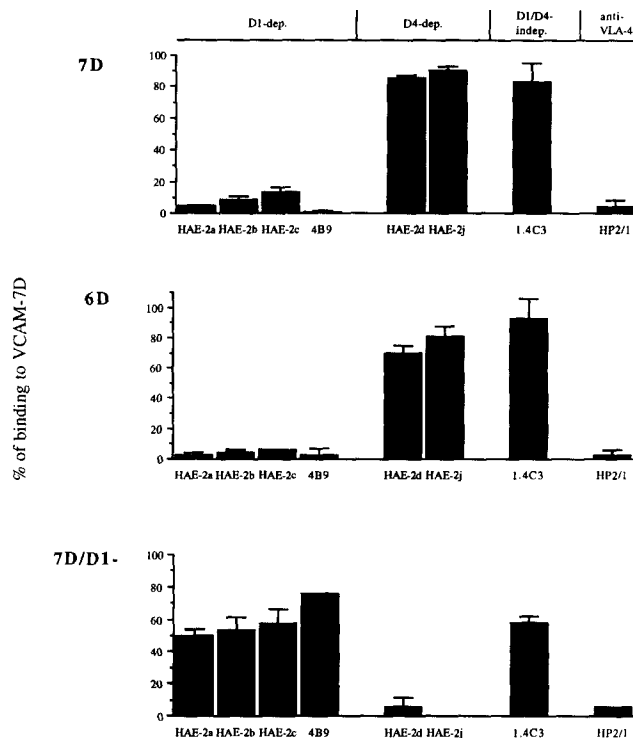 D1-dep. D4-dep. D1/D4- anti-
indep. VLA-4
7D
100
80
60
40
20
0
HAE-2a HAE-2b HAE-2c 4B9 HAE-2d HAE-2j 1.4C3 HP2/1
% of binding to VCAM-7D
6D
100
80
60
40
20
0
HAE-2a HAE-2b HAE-2c 4B9 HAE-2d HAE-2j 1.4C3 HP2/1
7D/D1-
100
80
60
40
20
0
HAE-2a HAE-2b HAE-2c 4B9 HAE-2d HAE-2j 1.4C3 HP2/1